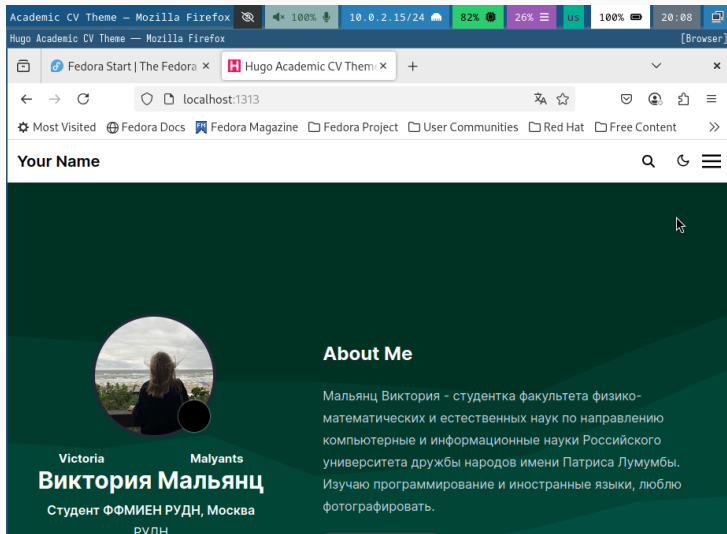 Academic CV Theme — Mozilla Firefox 100% 10.0.2.15/24 82% 26% us 100% 20:08
Hugo Academic CV Theme — Mozilla Firefox [Browser]
Fedora Start | The Fedora Hugo Academic CV Theme
localhost:1313
Most Visited Fedora Docs Fedora Magazine Fedora Project User Communities Red Hat Free Content
Your Name
About Me
Мальянц Виктория - студентка факультета физико-
математических и естественных наук по направлению
компьютерные и информационные науки Российского
университета дружбы народов имени Патриса Лумумбы.
Изучаю программирование и иностранные языки, люблю
фотографировать.
Victoria Malyants
Виктория Мальянц
Студент ФФМИЕН РУДН, Москва
РУДН